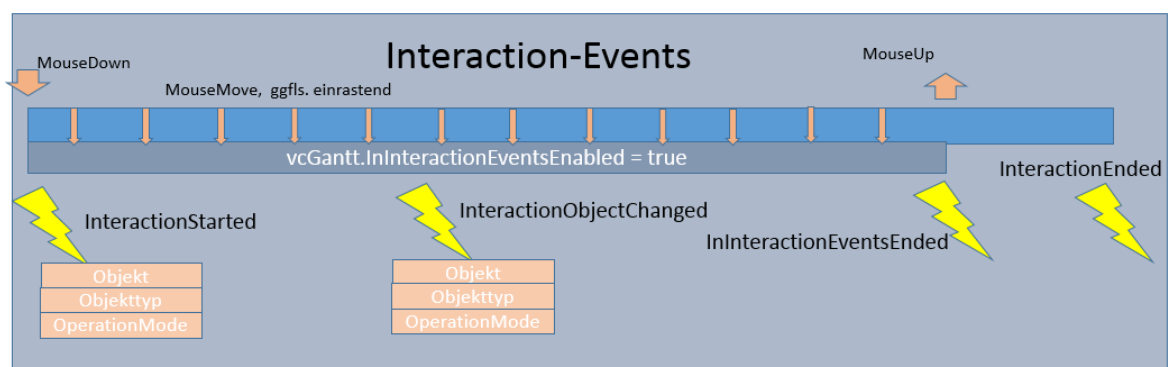 Interaction-Events
MouseDown
MouseUp
MouseMove, ggfls. einrastend
vcGantt.InInteractionEventsEnabled = true
InteractionStarted
InteractionObjectChanged
InInteractionEventsEnded
InteractionEnded
Objekt
Objekttyp
OperationMode
Objekt
Objekttyp
OperationMode